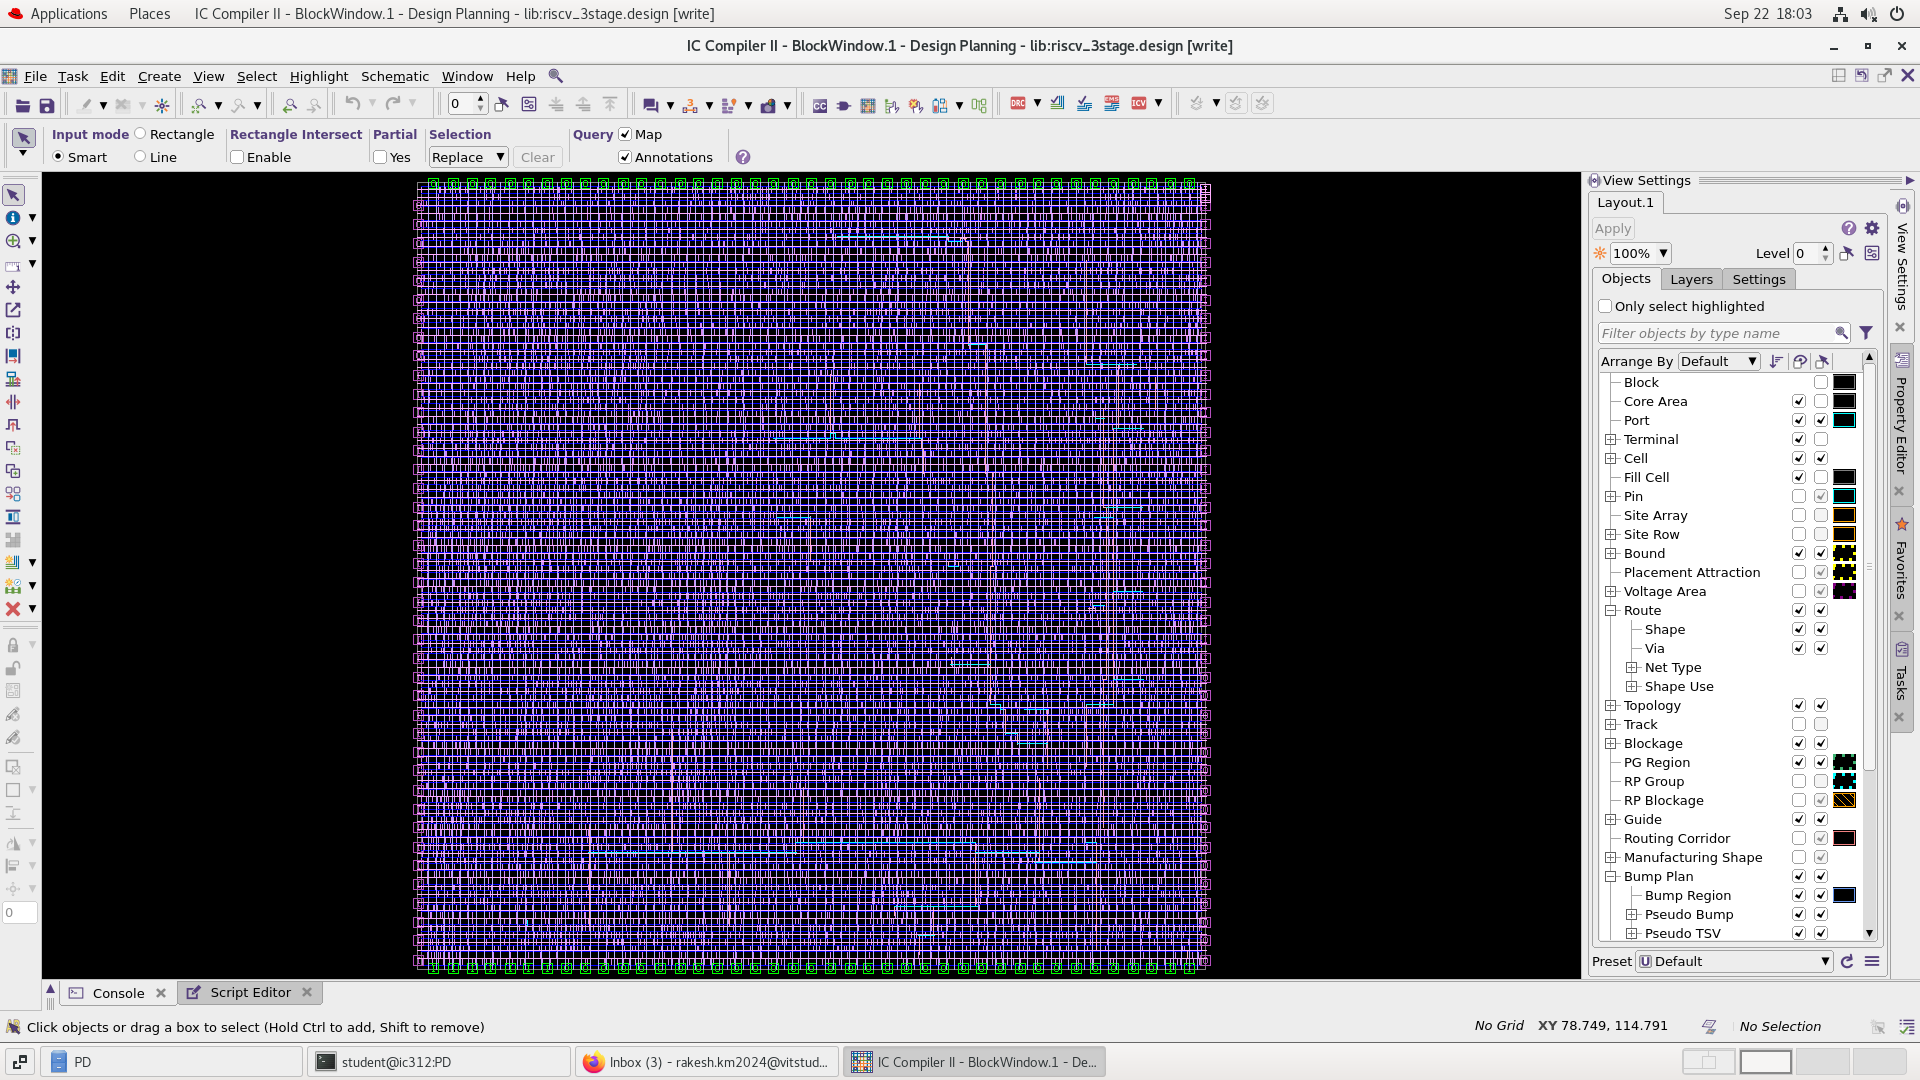 Applications Places IC Compiler II - BlockWindow.1 - Design Planning - lib:riscv_3stage.design [write] Sep 22 18:03
IC Compiler II - BlockWindow.1 - Design Planning - lib:riscv_3stage.design [write]
File Task Edit Create View Select Highlight Schematic Window Help
0
DRC
ICV
Input mode Rectangle Rectangle Intersect Partial Selection Query Map
Smart Line Enable Yes Replace Clear Annotations
View Settings
Layout.1
Apply
100% Level 0
Objects Layers Settings
Only select highlighted
Filter objects by type name
Arrange By Default
Block
Core Area
Port
Terminal
Cell
Fill Cell
Pin
Site Array
Site Row
Bound
Placement Attraction
Voltage Area
Route
Shape
Via
Net Type
Shape Use
Topology
Track
Blockage
PG Region
RP Group
RP Blockage
Guide
Routing Corridor
Manufacturing Shape
Bump Plan
Bump Region
Pseudo Bump
Pseudo TSV
Preset Default
View Settings
Property Editor
Favorites
Tasks
0
Console Script Editor
Click objects or drag a box to select (Hold Ctrl to add, Shift to remove) No Grid XY 78.749, 114.791 No Selection
PD student@ic312:PD Inbox (3) - rakesh.km2024@vitstud... IC Compiler II - BlockWindow.1 - De...